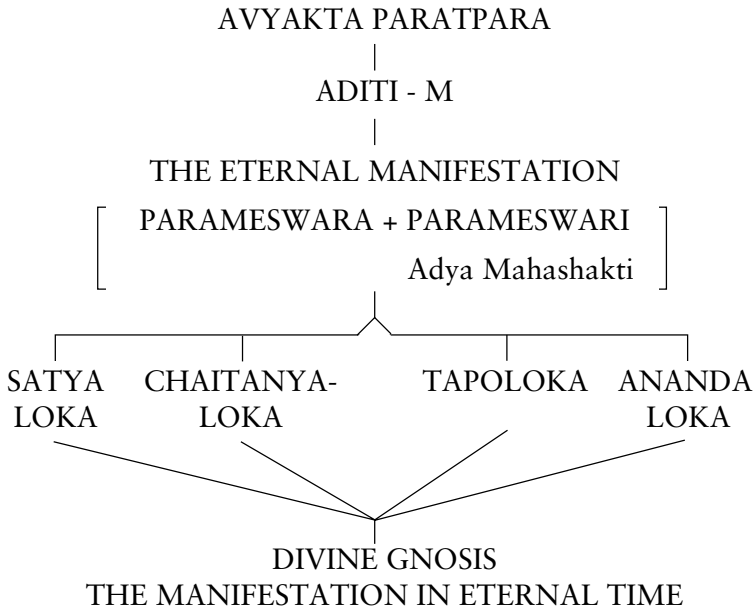 AVYAKTA PARATPARA
ADITI - M
THE ETERNAL MANIFESTATION
PARAMESWARA + PARAMESWARI
Adya Mahashakti
SATYA CHAITANYA- TAPOLOKA ANANDA
LOKA LOKA LOKA
DIVINE GNOSIS
THE MANIFESTATION IN ETERNAL TIME